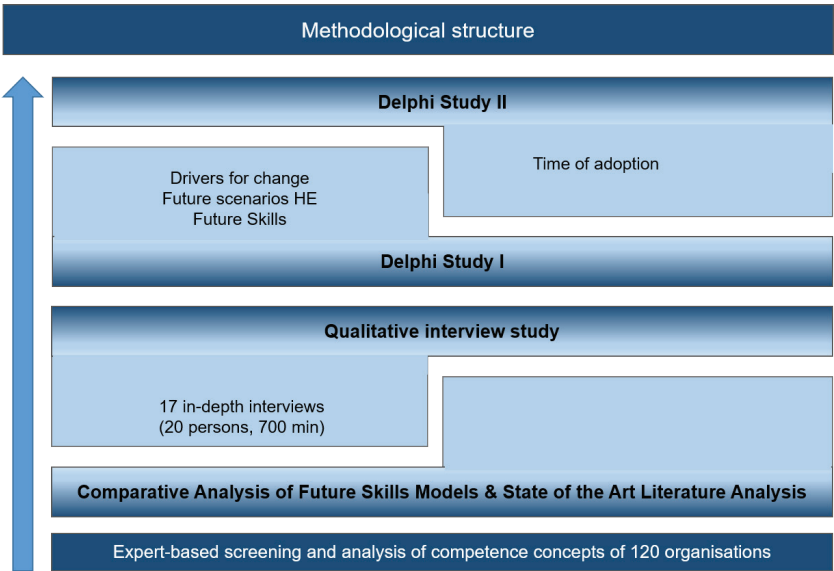 Methodological structure
Delphi Study II
Time of adoption
Drivers for change
Future scenarios HE
Future Skills
Delphi Study I
Qualitative interview study
17 in-depth interviews
(20 persons, 700 min)
Comparative Analysis of Future Skills Models & State of the Art Literature Analysis
Expert-based screening and analysis of competence concepts of 120 organisations